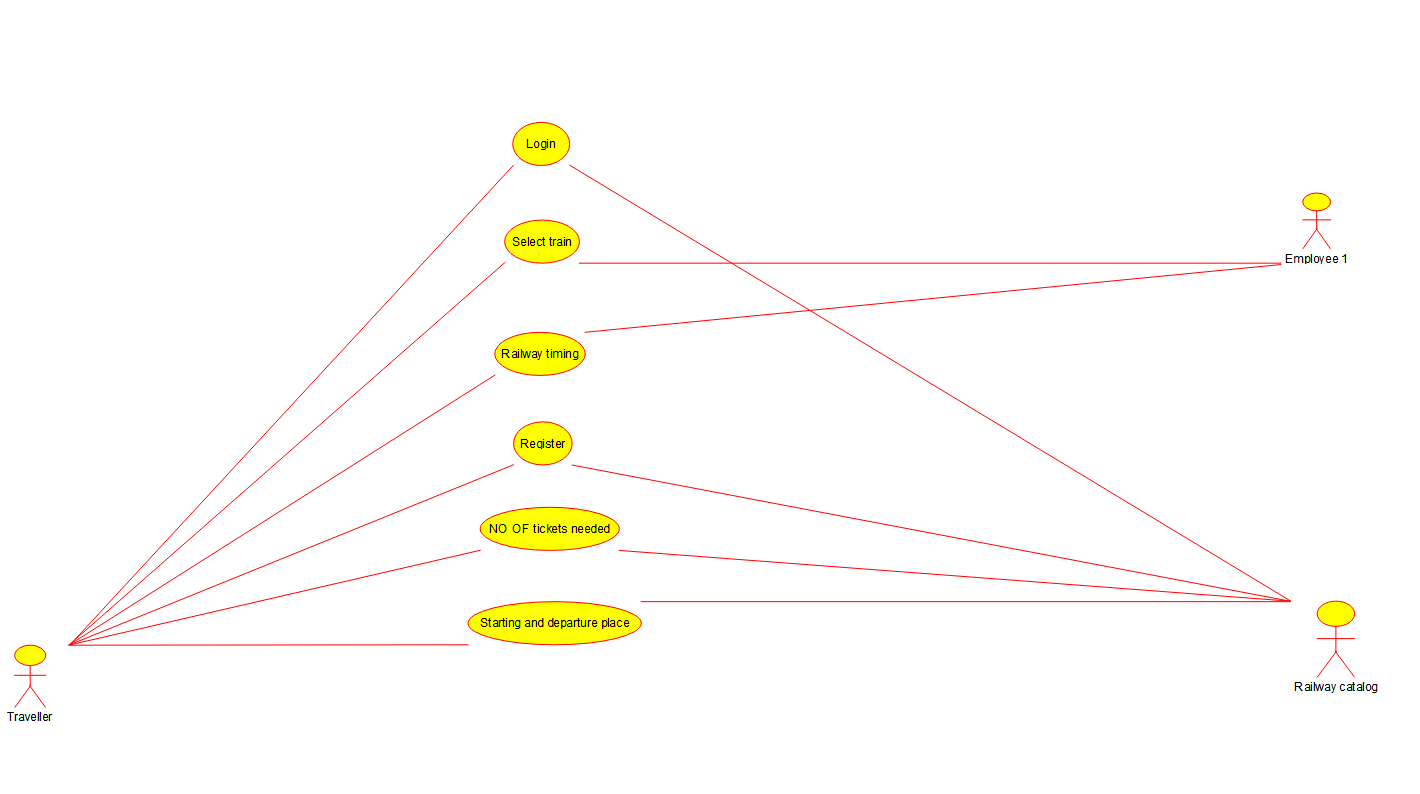 Login
Select train
Employee 1
Railway timing
Register
NO OF tickets needed
Starting and departure place
Railway catalog
Traveller